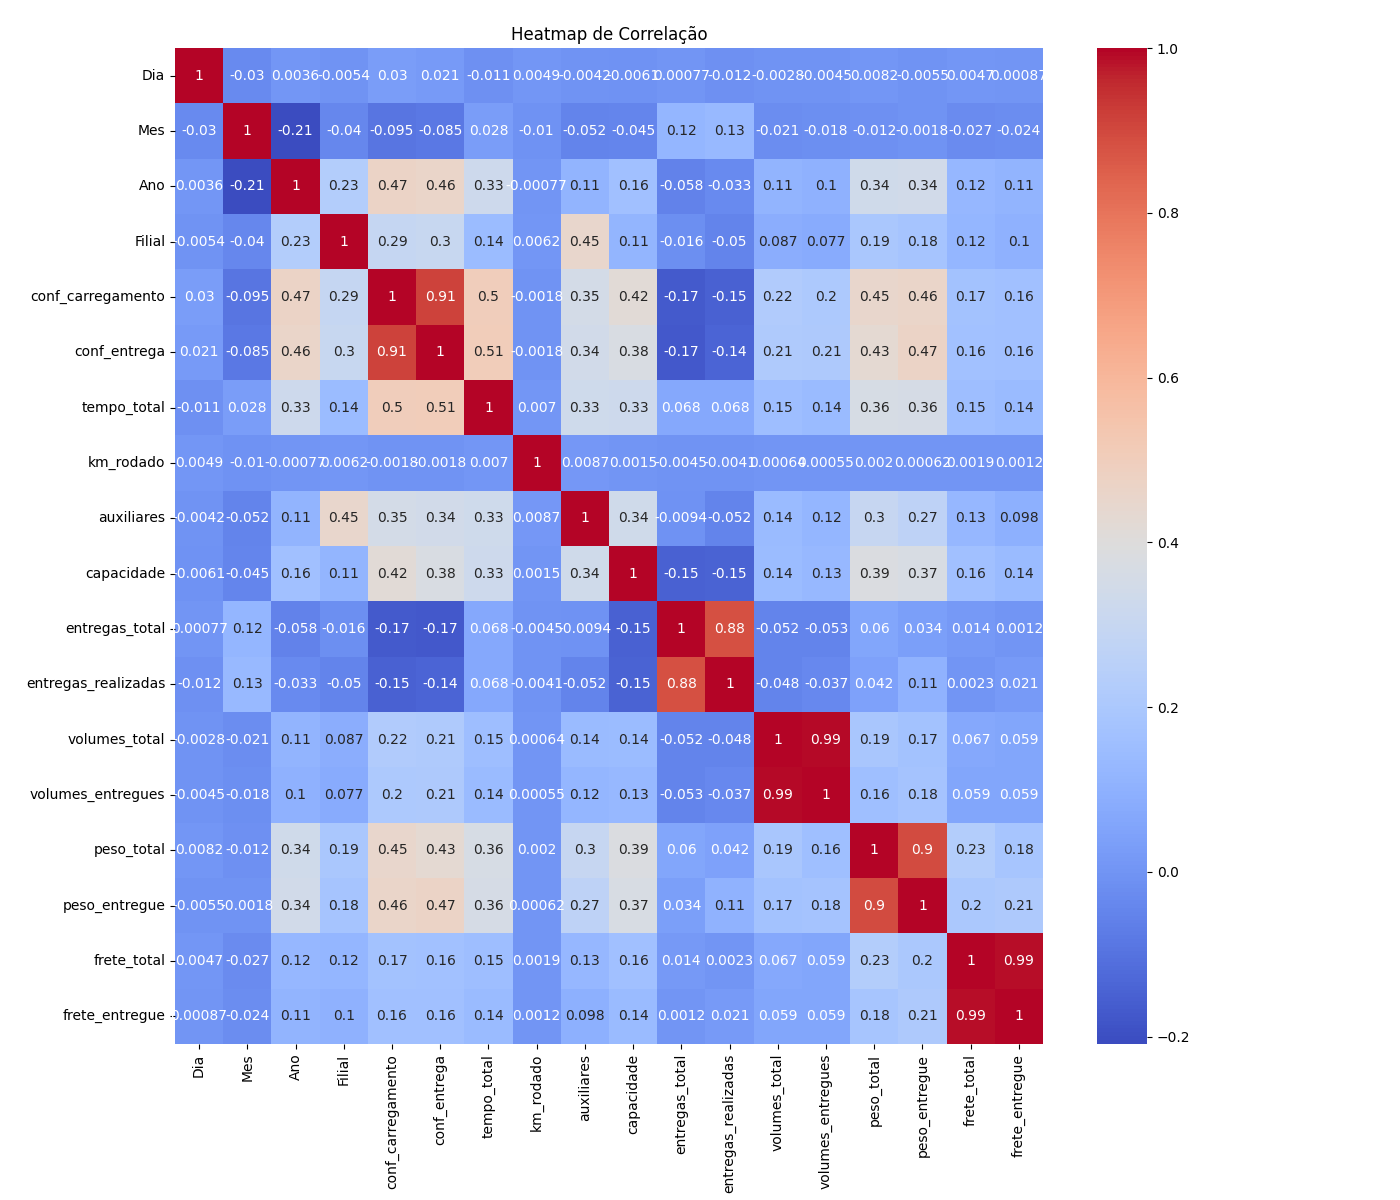 Heatmap de Correlação
Dia 1 -0.03 0.0036 -0.0054 0.03 0.021 -0.011 0.0049 -0.0042 -0.0061 -0.012 -0.0028 -0.0045 -0.0055 0.0047
Mes -0.03 1 -0.21 -0.04 -0.095 -0.085 0.028 -0.01 -0.052 -0.045 0.12 0.13 -0.021 -0.018 -0.012 -0.0018 -0.027 -0.024
Ano 0.0036 -0.21 1 0.23 0.47 0.46 0.33 -0.00077 0.11 0.16 -0.058 -0.033 0.11 0.1 0.34 0.34 0.12 0.11
Filial -0.0054 -0.04 0.23 1 0.29 0.3 0.14 0.0062 0.45 0.11 -0.016 -0.05 0.087 0.077 0.19 0.18 0.12 0.1
conf_carregamento 0.03 -0.095 0.47 0.29 1 0.91 0.5 -0.0018 0.35 0.42 -0.17 -0.15 0.22 0.2 0.45 0.46 0.17 0.16
conf_entrega 0.021 -0.085 0.46 0.3 0.91 1 0.51 -0.0018 0.34 0.38 -0.17 -0.14 0.21 0.21 0.43 0.47 0.16 0.16
tempo_total -0.011 0.028 0.33 0.14 0.5 0.51 1 0.007 0.33 0.33 0.068 0.068 0.15 0.14 0.36 0.36 0.15 0.14
km_rodado 0.0049 -0.01 -0.00077 0.0062 -0.0018 -0.0018 0.007 1 0.0087 0.0015 -0.0045 -0.0041 0.00064 0.00055 0.002 0.00062 0.0019 0.0012
auxiliares -0.0042 -0.052 0.11 0.45 0.35 0.34 0.33 0.0087 1 0.34 -0.0094 -0.052 0.14 0.12 0.3 0.27 0.13 0.098
capacidade -0.0061 -0.045 0.16 0.11 0.42 0.38 0.33 0.0015 0.34 1 -0.15 -0.15 0.14 0.13 0.39 0.37 0.16 0.14
entregas_total 0.12 -0.058 -0.016 -0.17 -0.17 0.068 -0.0045 -0.0094 -0.15 1 0.88 -0.052 -0.053 0.06 0.034 0.014 0.0012
entregas_realizadas -0.012 0.13 -0.033 -0.05 -0.15 -0.14 0.068 -0.0041 -0.052 -0.15 0.88 1 -0.048 -0.037 0.042 0.11 0.0023 0.021
volumes_total -0.0028 -0.021 0.11 0.087 0.22 0.21 0.15 0.00064 0.14 0.14 -0.052 -0.048 1 0.99 0.19 0.17 0.067 0.059
volumes_entregues -0.0045 -0.018 0.1 0.077 0.2 0.21 0.14 0.00055 0.12 0.13 -0.053 -0.037 0.99 1 0.16 0.18 0.059 0.059
peso_total -0.012 0.34 0.19 0.45 0.43 0.36 0.002 0.3 0.39 0.06 0.042 0.19 0.16 1 0.9 0.23 0.18
peso_entregue -0.0055 -0.0018 0.34 0.18 0.46 0.47 0.36 0.00062 0.27 0.37 0.034 0.11 0.17 0.18 0.9 1 0.2 0.21
frete_total 0.0047 -0.027 0.12 0.12 0.17 0.16 0.15 0.0019 0.13 0.16 0.014 0.0023 0.067 0.059 0.23 0.2 1 0.99
frete_entregue -0.024 0.11 0.1 0.16 0.16 0.14 0.0012 0.098 0.14 0.0012 0.021 0.059 0.059 0.18 0.21 0.99 1
Dia
Mes
Ano
Filial
conf_carregamento
conf_entrega
tempo_total
km_rodado
auxiliares
capacidade
entregas_total
entregas_realizadas
volumes_total
volumes_entregues
peso_total
peso_entregue
frete_total
frete_entregue
1.0
0.8
0.6
0.4
0.2
0.0
−0.2